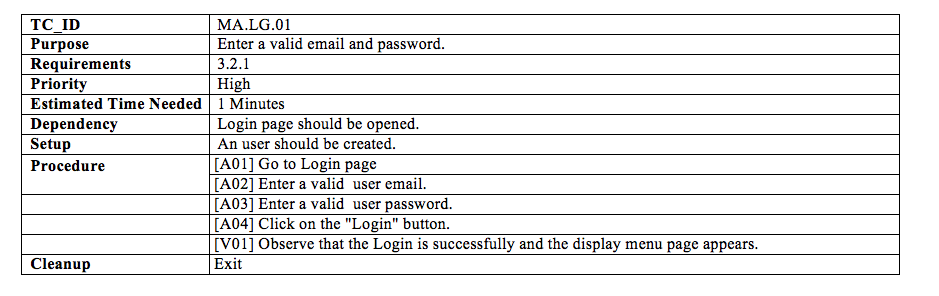 TC_ID MA.LG.01
Purpose Enter a valid email and password.
Requirements 3.2.1
Priority High
Estimated Time Needed 1 Minutes
Dependency Login page should be opened.
Setup An user should be created.
Procedure [A01] Go to Login page
[A02] Enter a valid user email.
[A03] Enter a valid user password.
[A04] Click on the "Login" button.
[V01] Observe that the Login is successfully and the display menu page appears.
Cleanup Exit